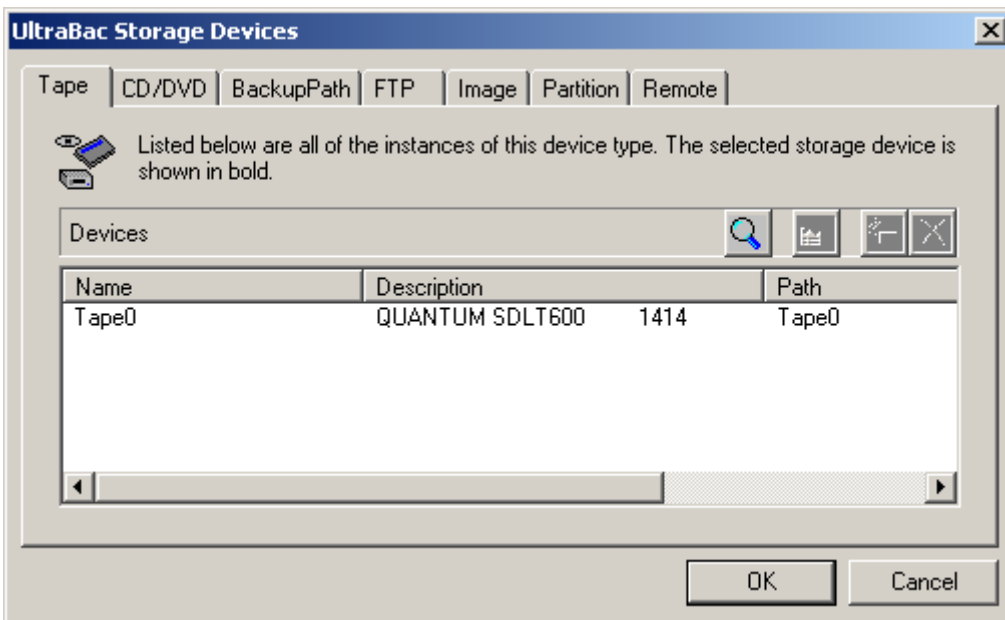 UltraBac Storage Devices
Tape CD/DVD BackupPath FTP Image Partition Remote
Listed below are all of the instances of this device type. The selected storage device is
shown in bold.
Devices
Name Description Path
Tape0 QUANTUM SDLT600 1414 Tape0
OK Cancel